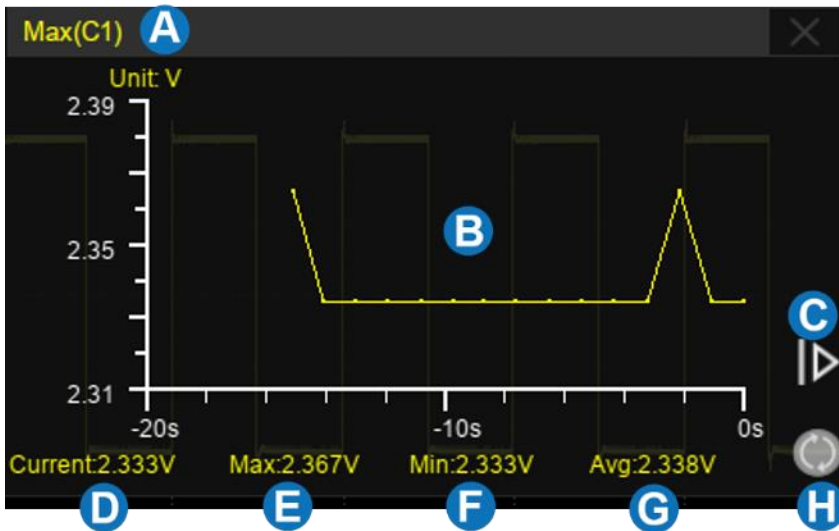 Max(C1) A
Unit: V
2.39
B
2.35
C
2.31
-20s -10s 0s
Current:2.333V Max:2.367V Min:2.333V Avg:2.338V
D E F G H